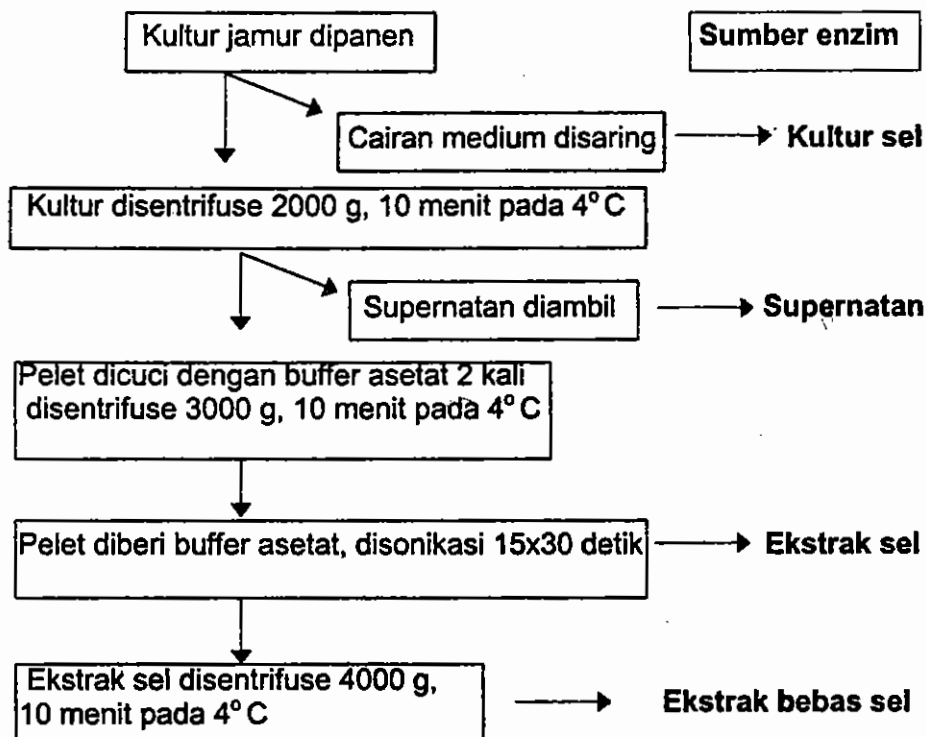 Kultur jamur dipanen
Sumber enzim
Cairan medium disaring
Kultur sel
Kultur disentrifuse 2000 g, 10 menit pada 4° C
Supernatan diambil
Supernatan
Pelet dicuci dengan buffer asetat 2 kali
disentrifuse 3000 g, 10 menit pada 4° C
Pelet diberi buffer asetat, disonikasi 15x30 detik
Ekstrak sel
Ekstrak sel disentrifuse 4000 g,
10 menit pada 4° C
Ekstrak bebas sel